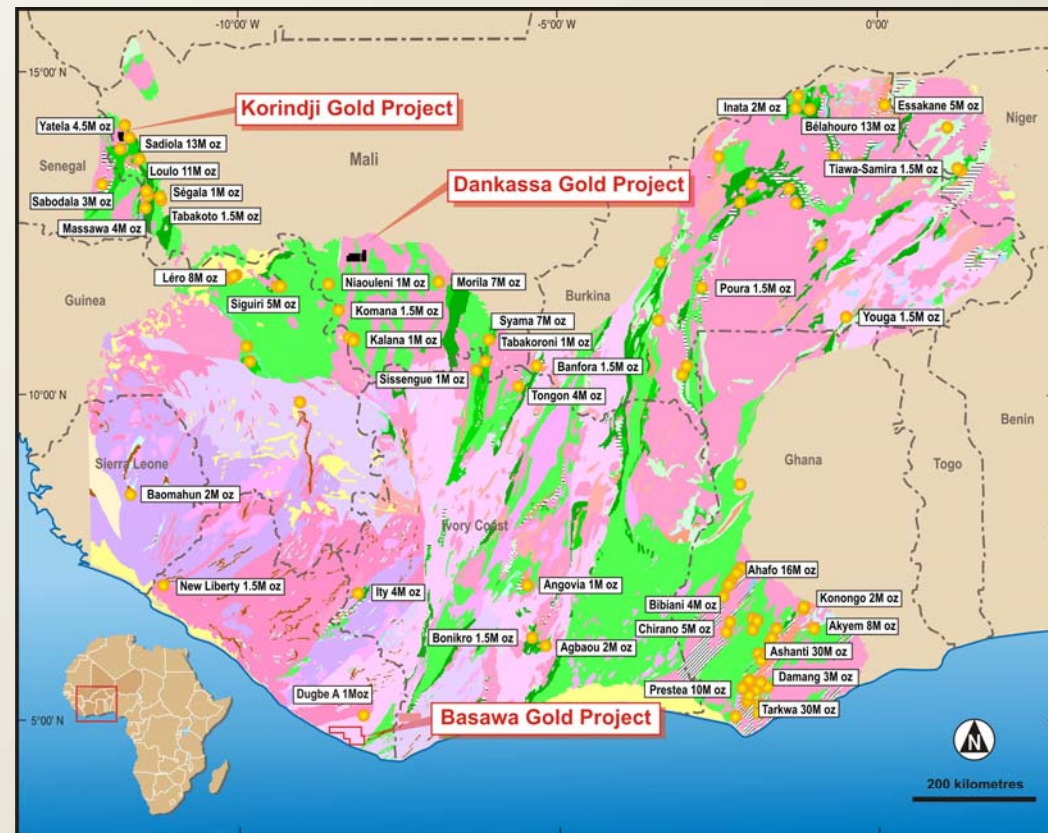 -10°00' W
-5°00' W
0°00'
15°00' N
Korindji Gold Project
Yatela 4.5M oz
Sadiola 13M oz
Senegal
Mali
Loulo 11M oz
Ségala 1M oz
Sabodala 3M oz
Tabakoto 1.5M oz
Massawa 4M oz
Dankassa Gold Project
Inata 2M oz
Essakane 5M oz
Niger
Bélahouro 13M oz
Tiawa-Samira 1.5M oz
Léro 8M oz
Niaouleni 1M oz
Morila 7M oz
Guinea
Siguiri 5M oz
Burkina
Poura 1.5M oz
Komana 1.5M oz
Syama 7M oz
Youga 1.5M oz
Kalana 1M oz
Tabakoroni 1M oz
Sissengue 1M oz
Banfora 1.5M oz
Tongon 4M oz
10°00' N
Benin
Sierra Leone
Ghana
Togo
Baomahun 2M oz
Ivory Coast
New Liberty 1.5M oz
Ity 4M oz
Angovia 1M oz
Ahafo 16M oz
Bibiani 4M oz
Konongo 2M oz
Chirano 5M oz
Akyem 8M oz
Bonikro 1.5M oz
Agbaou 2M oz
Ashanti 30M oz
Damang 3M oz
Prestea 10M oz
Tarkwa 30M oz
Dugbe A 1Moz
5°00' N
Basawa Gold Project
N
200 kilometres